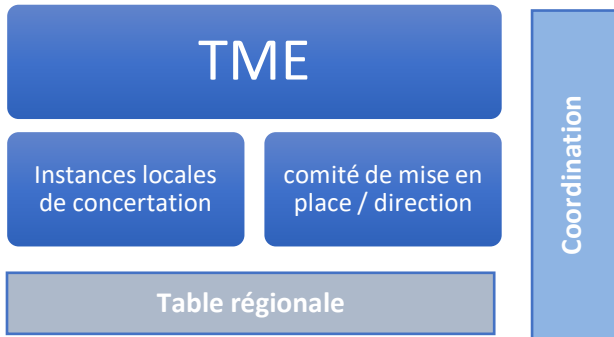 TME
Instances locales
de concertation
comité de mise en
place / direction
Table régionale
Coordination